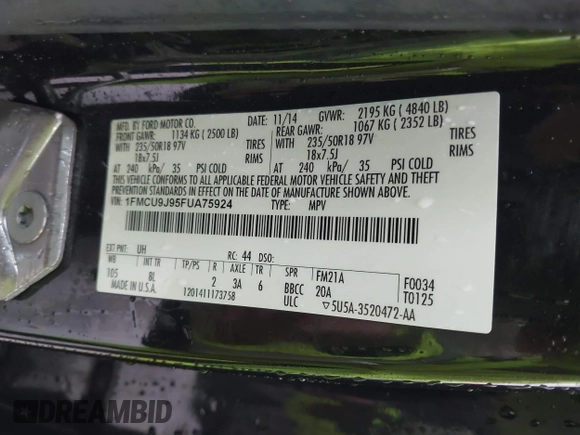 MFD. BY FORD MOTOR CO.
DATE: 11/14 GVWR: 2195 KG ( 4840 LB)
FRONT GAWR: 1134 KG ( 2500 LB) REAR GAWR: 1067 KG ( 2352 LB)
WITH 235/50R18 97V TIRES WITH 235/50R18 97V TIRES
18x7.5J RIMS 18x7.5J RIMS
AT 240 kPa/ 35 PSI COLD AT 240 kPa/ 35 PSI COLD
THIS VEHICLE CONFORMS TO ALL APPLICABLE FEDERAL MOTOR VEHICLE SAFETY AND THEFT PREVENTION STANDARDS IN EFFECT ON THE DATE OF MANUFACTURE SHOWN ABOVE.
VIN: 1FMCU9J95FUA75924 TYPE: MPV
EXT PNT: UH RC: 44 DSO: F0034
WB INT TR TP/PS R AXLE TR SPR FM21A T0125
105 BL 2 3A 6 BBCC 20A
MADE IN U.S.A. ULC 5U5A-3520472-AA
1201411173758
DREAMBID